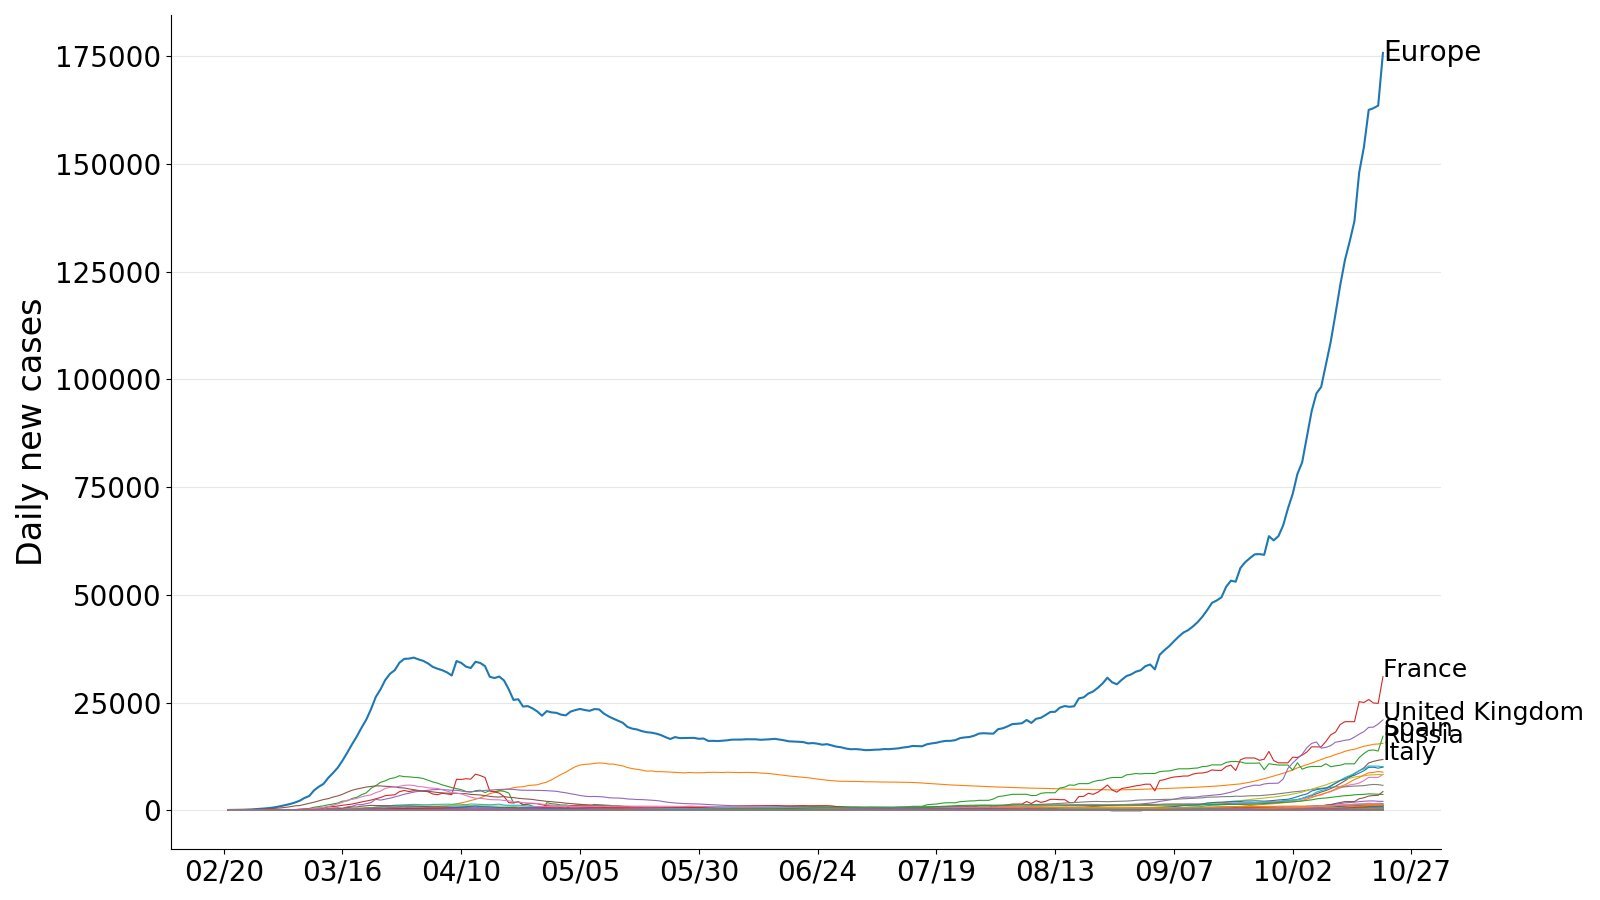 Daily new cases
175000
150000
125000
100000
75000
50000
25000
0
02/20 03/16 04/10 05/05 05/30 06/24 07/19 08/13 09/07 10/02 10/27
Europe
France
United Kingdom
Spain
Russia
Italy